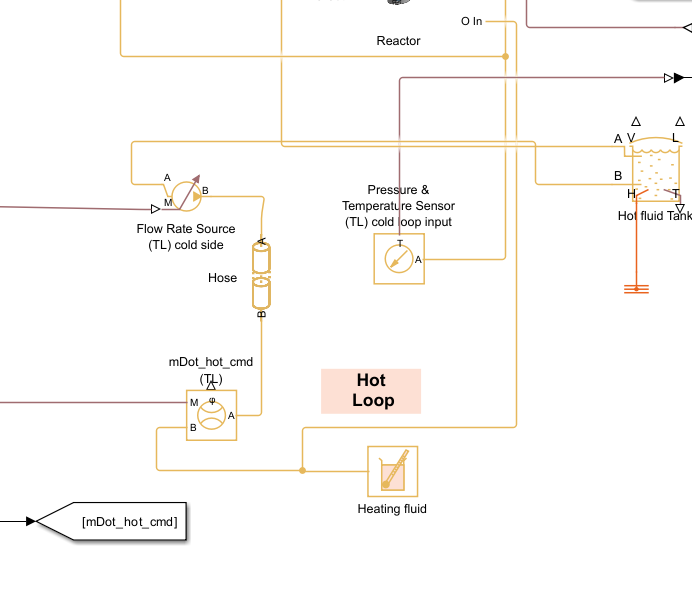 O In
Reactor
A
V
L
B
H
T
Hot fluid Tank
A
B
M
Flow Rate Source
(TL) cold side
Pressure &
Temperature Sensor
(TL) cold loop input
T
A
A
Hose
B
mDot_hot_cmd
(TL)
M
φ
A
B
Hot
Loop
Heating fluid
[mDot_hot_cmd]